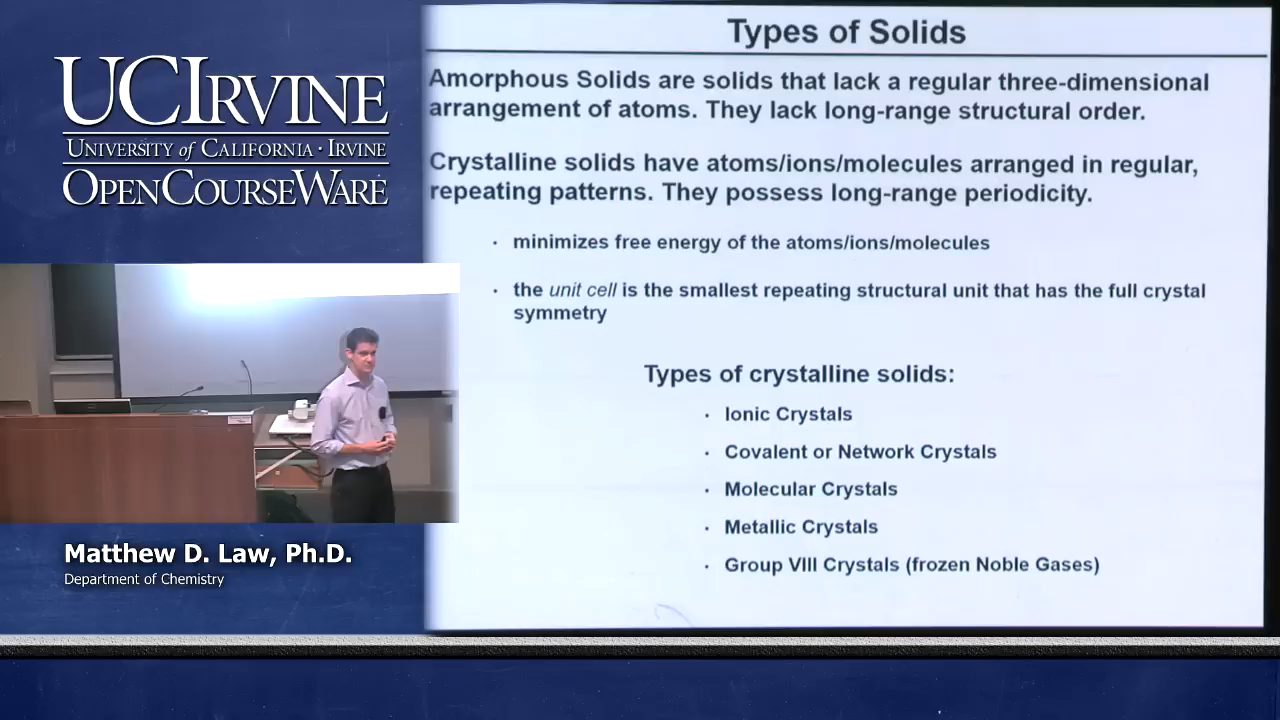 UCIRVINE
UNIVERSITY of CALIFORNIA · IRVINE
OPENCOURSEWARE
Matthew D. Law, Ph.D.
Department of Chemistry
Types of Solids
Amorphous Solids are solids that lack a regular three-dimensional
arrangement of atoms. They lack long-range structural order.
Crystalline solids have atoms/ions/molecules arranged in regular,
repeating patterns. They possess long-range periodicity.
· minimizes free energy of the atoms/ions/molecules
· the unit cell is the smallest repeating structural unit that has the full crystal
symmetry
Types of crystalline solids:
· Ionic Crystals
· Covalent or Network Crystals
· Molecular Crystals
· Metallic Crystals
· Group VIII Crystals (frozen Noble Gases)